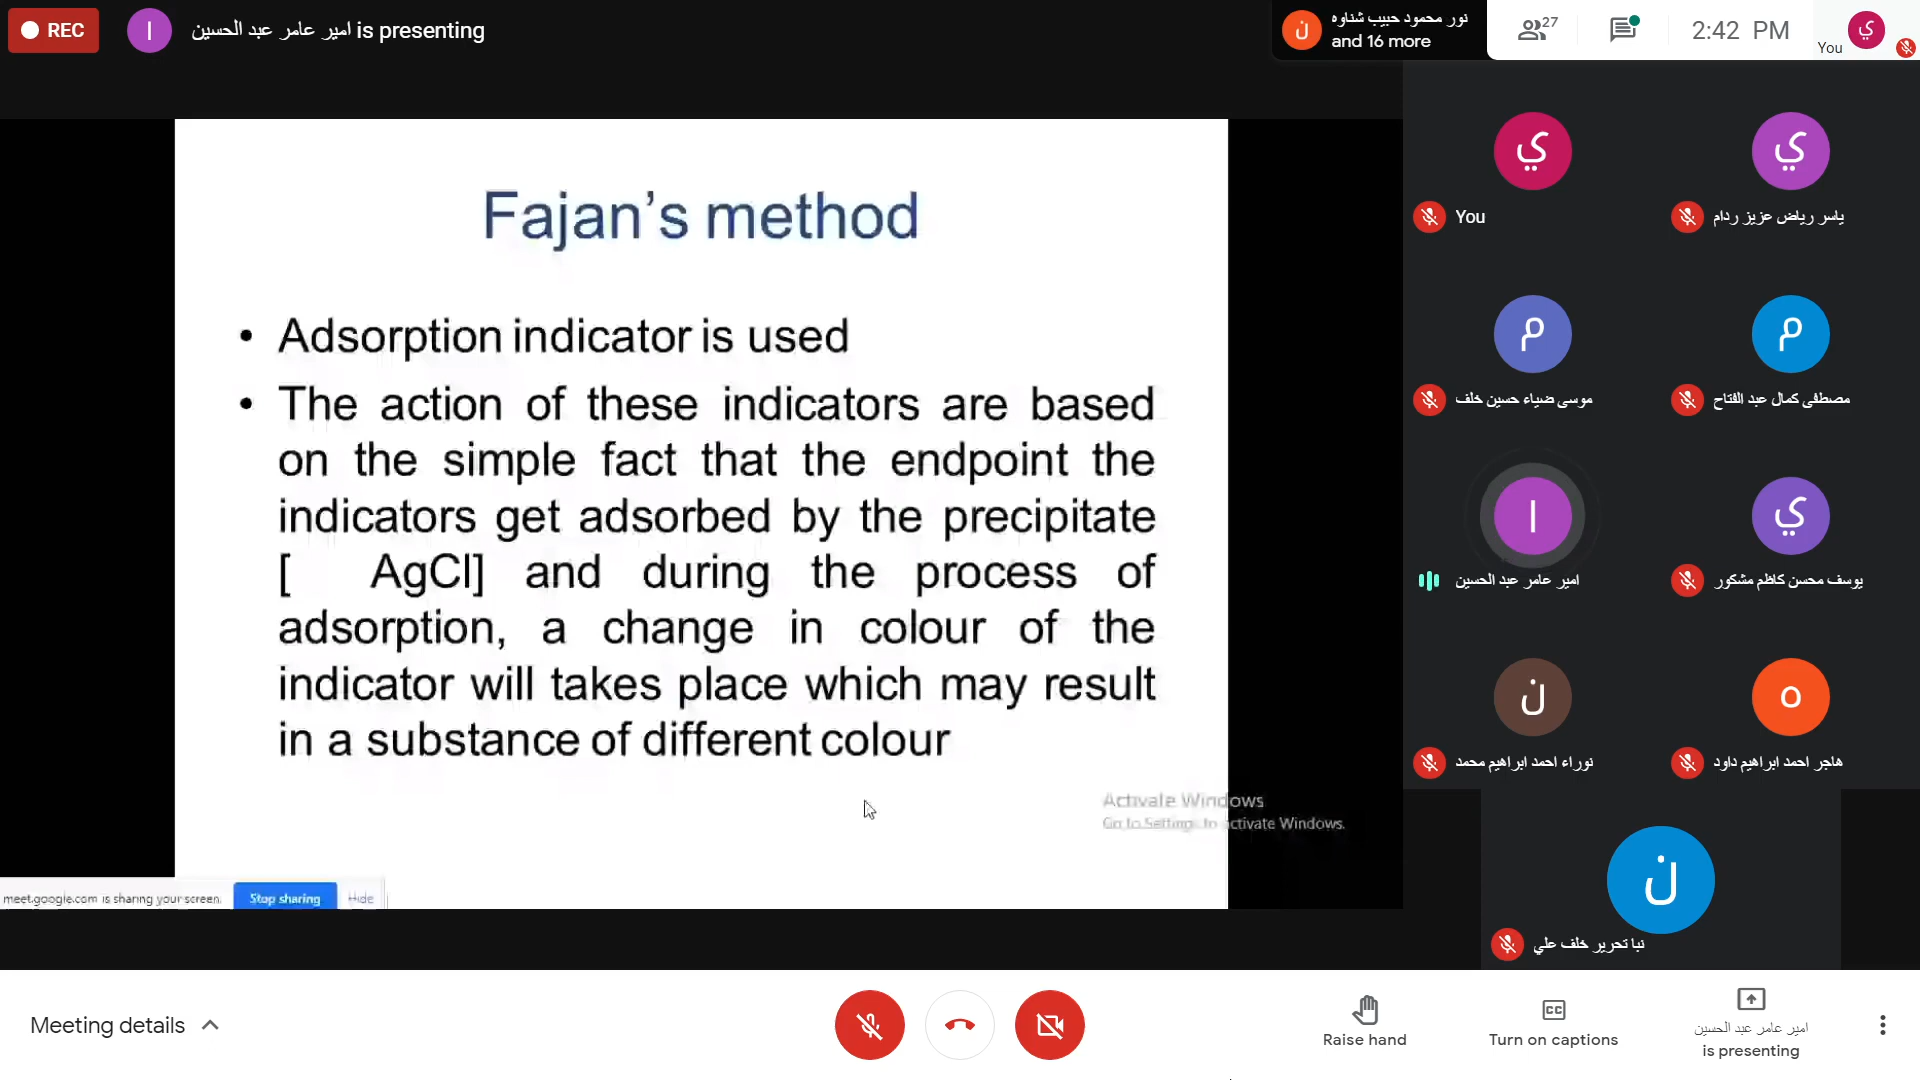 REC
ا
امير عامر عبد الحسين is presenting
ن
نور محمود حبيب شناوه
and 16 more
27
2:42 PM
You
ي
Fajan’s method
• Adsorption indicator is used
• The action of these indicators are based
on the simple fact that the endpoint the
indicators get adsorbed by the precipitate
[ AgCl] and during the process of
adsorption, a change in colour of the
indicator will takes place which may result
in a substance of different colour
Activate Windows
Go to Settings to activate Windows.
meet.google.com is sharing your screen.
Stop sharing
Hide
ي
You
ي
ياسر رياض عزيز ردام
م
موسى ضياء حسين خلف
م
مصطفى كمال عبد الفتاح
ا
امير عامر عبد الحسين
ي
يوسف محسن كاظم مشكور
ن
نوراء احمد ابراهيم محمد
ه
هاجر احمد ابراهيم داود
ن
نبا تحرير خلف علي
Meeting details
Raise hand
CC
Turn on captions
امير عامر عبد الحسين
is presenting